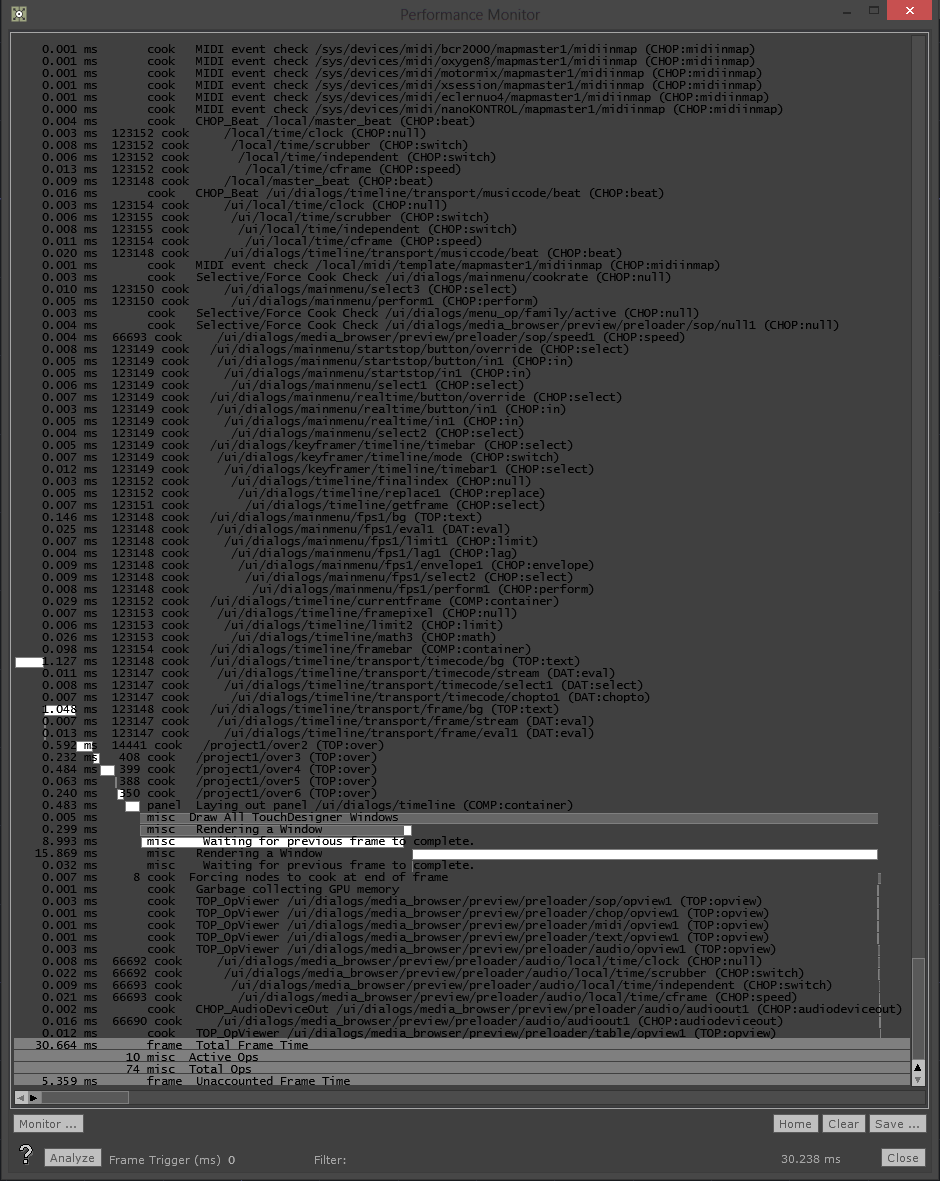 Performance Monitor
0.001 ms cook MIDI event check /sys/devices/midi/bcr2000/mapmaster1/midiinmap (CHOP:midiinmap)
0.001 ms cook MIDI event check /sys/devices/midi/oxygen8/mapmaster1/midiinmap (CHOP:midiinmap)
0.001 ms cook MIDI event check /sys/devices/midi/motormix/mapmaster1/midiinmap (CHOP:midiinmap)
0.001 ms cook MIDI event check /sys/devices/midi/xsession/mapmaster1/midiinmap (CHOP:midiinmap)
0.001 ms cook MIDI event check /sys/devices/midi/eclernuo4/mapmaster1/midiinmap (CHOP:midiinmap)
0.000 ms cook MIDI event check /sys/devices/midi/nanoKONTROL/mapmaster1/midiinmap (CHOP:midiinmap)
0.004 ms cook CHOP_Beat /local/master_beat (CHOP:beat)
0.003 ms 123152 cook /local/time/clock (CHOP:null)
0.008 ms 123152 cook /local/time/scrubber (CHOP:switch)
0.006 ms 123152 cook /local/time/independent (CHOP:switch)
0.013 ms 123152 cook /local/time/cframe (CHOP:speed)
0.009 ms 123148 cook /local/master_beat (CHOP:beat)
0.016 ms cook CHOP_Beat /ui/dialogs/timeline/transport/musiccode/beat (CHOP:beat)
0.003 ms 123154 cook /ui/local/time/clock (CHOP:null)
0.006 ms 123155 cook /ui/local/time/scrubber (CHOP:switch)
0.008 ms 123155 cook /ui/local/time/independent (CHOP:switch)
0.011 ms 123154 cook /ui/local/time/cframe (CHOP:speed)
0.020 ms 123148 cook /ui/dialogs/timeline/transport/musiccode/beat (CHOP:beat)
0.001 ms cook MIDI event check /local/midi/template/mapmaster1/midiinmap (CHOP:midiinmap)
0.003 ms cook Selective/Force Cook Check /ui/dialogs/mainmenu/cookrate (CHOP:null)
0.010 ms 123150 cook /ui/dialogs/mainmenu/select3 (CHOP:select)
0.005 ms 123150 cook /ui/dialogs/mainmenu/perform1 (CHOP:perform)
0.003 ms cook Selective/Force Cook Check /ui/dialogs/menu_op/family/active (CHOP:null)
0.004 ms cook Selective/Force Cook Check /ui/dialogs/media_browser/preview/preloader/sop/null1 (CHOP:null)
0.004 ms 66693 cook /ui/dialogs/media_browser/preview/preloader/sop/speed1 (CHOP:speed)
0.008 ms 123149 cook /ui/dialogs/mainmenu/startstop/button/override (CHOP:select)
0.005 ms 123149 cook /ui/dialogs/mainmenu/startstop/button/in1 (CHOP:in)
0.005 ms 123149 cook /ui/dialogs/mainmenu/startstop/in1 (CHOP:in)
0.006 ms 123149 cook /ui/dialogs/mainmenu/select1 (CHOP:select)
0.007 ms 123149 cook /ui/dialogs/mainmenu/realtime/button/override (CHOP:select)
0.003 ms 123149 cook /ui/dialogs/mainmenu/realtime/button/in1 (CHOP:in)
0.005 ms 123149 cook /ui/dialogs/mainmenu/realtime/in1 (CHOP:in)
0.004 ms 123149 cook /ui/dialogs/mainmenu/select2 (CHOP:select)
0.005 ms 123149 cook /ui/dialogs/keyframer/timeline/timebar (CHOP:select)
0.007 ms 123149 cook /ui/dialogs/keyframer/timeline/mode (CHOP:switch)
0.012 ms 123149 cook /ui/dialogs/keyframer/timeline/timebar1 (CHOP:select)
0.003 ms 123152 cook /ui/dialogs/timeline/finalindex (CHOP:null)
0.005 ms 123152 cook /ui/dialogs/timeline/replace1 (CHOP:replace)
0.007 ms 123151 cook /ui/dialogs/timeline/getframe (CHOP:select)
0.146 ms 123148 cook /ui/dialogs/mainmenu/fps1/bg (TOP:text)
0.025 ms 123148 cook /ui/dialogs/mainmenu/fps1/eval1 (DAT:eval)
0.007 ms 123148 cook /ui/dialogs/mainmenu/fps1/limit1 (CHOP:limit)
0.004 ms 123148 cook /ui/dialogs/mainmenu/fps1/lag1 (CHOP:lag)
0.009 ms 123148 cook /ui/dialogs/mainmenu/fps1/envelope1 (CHOP:envelope)
0.009 ms 123148 cook /ui/dialogs/mainmenu/fps1/select2 (CHOP:select)
0.008 ms 123148 cook /ui/dialogs/mainmenu/fps1/perform1 (CHOP:perform)
0.029 ms 123152 cook /ui/dialogs/timeline/currentframe (COMP:container)
0.007 ms 123153 cook /ui/dialogs/timeline/framepixel (CHOP:null)
0.006 ms 123153 cook /ui/dialogs/timeline/limit2 (CHOP:limit)
0.026 ms 123153 cook /ui/dialogs/timeline/math3 (CHOP:math)
0.098 ms 123154 cook /ui/dialogs/timeline/framebar (COMP:container)
1.127 ms 123148 cook /ui/dialogs/timeline/transport/timecode/bg (TOP:text)
0.011 ms 123147 cook /ui/dialogs/timeline/transport/timecode/stream (DAT:eval)
0.008 ms 123147 cook /ui/dialogs/timeline/transport/timecode/select1 (DAT:select)
0.007 ms 123147 cook /ui/dialogs/timeline/transport/timecode/chopto1 (DAT:chopto)
1.048 ms 123148 cook /ui/dialogs/timeline/transport/frame/bg (TOP:text)
0.007 ms 123147 cook /ui/dialogs/timeline/transport/frame/stream (DAT:eval)
0.013 ms 123147 cook /ui/dialogs/timeline/transport/frame/eval1 (DAT:eval)
0.592 ms 14441 cook /project1/over2 (TOP:over)
0.232 ms 408 cook /project1/over3 (TOP:over)
0.484 ms 399 cook /project1/over4 (TOP:over)
0.063 ms 388 cook /project1/over5 (TOP:over)
0.240 ms 350 cook /project1/over6 (TOP:over)
0.483 ms panel Laying out panel /ui/dialogs/timeline (COMP:container)
0.005 ms misc Draw All TouchDesigner Windows
0.299 ms misc Rendering a Window
8.993 ms misc Waiting for previous frame to complete.
15.869 ms misc Rendering a Window
0.032 ms misc Waiting for previous frame to complete.
0.007 ms 8 cook Forcing nodes to cook at end of frame
0.001 ms cook Garbage collecting GPU memory
0.003 ms cook TOP_OpViewer /ui/dialogs/media_browser/preview/preloader/sop/opview1 (TOP:opview)
0.001 ms cook TOP_OpViewer /ui/dialogs/media_browser/preview/preloader/chop/opview1 (TOP:opview)
0.001 ms cook TOP_OpViewer /ui/dialogs/media_browser/preview/preloader/midi/opview1 (TOP:opview)
0.001 ms cook TOP_OpViewer /ui/dialogs/media_browser/preview/preloader/text/opview1 (TOP:opview)
0.003 ms cook TOP_OpViewer /ui/dialogs/media_browser/preview/preloader/audio/opview1 (TOP:opview)
0.008 ms 66692 cook /ui/dialogs/media_browser/preview/preloader/audio/local/time/clock (CHOP:null)
0.022 ms 66692 cook /ui/dialogs/media_browser/preview/preloader/audio/local/time/scrubber (CHOP:switch)
0.009 ms 66693 cook /ui/dialogs/media_browser/preview/preloader/audio/local/time/independent (CHOP:switch)
0.021 ms 66693 cook /ui/dialogs/media_browser/preview/preloader/audio/local/time/cframe (CHOP:speed)
0.002 ms cook CHOP_AudioDeviceOut /ui/dialogs/media_browser/preview/preloader/audio/audioout1 (CHOP:audiodeviceout)
0.016 ms 66690 cook /ui/dialogs/media_browser/preview/preloader/audio/audioout1 (CHOP:audiodeviceout)
0.012 ms cook TOP_OpViewer /ui/dialogs/media_browser/preview/preloader/table/opview1 (TOP:opview)
30.664 ms frame Total Frame Time
10 misc Active Ops
74 misc Total Ops
5.359 ms frame Unaccounted Frame Time
Monitor ... Home Clear Save ...
? Analyze Frame Trigger (ms) 0 Filter: 30.238 ms Close